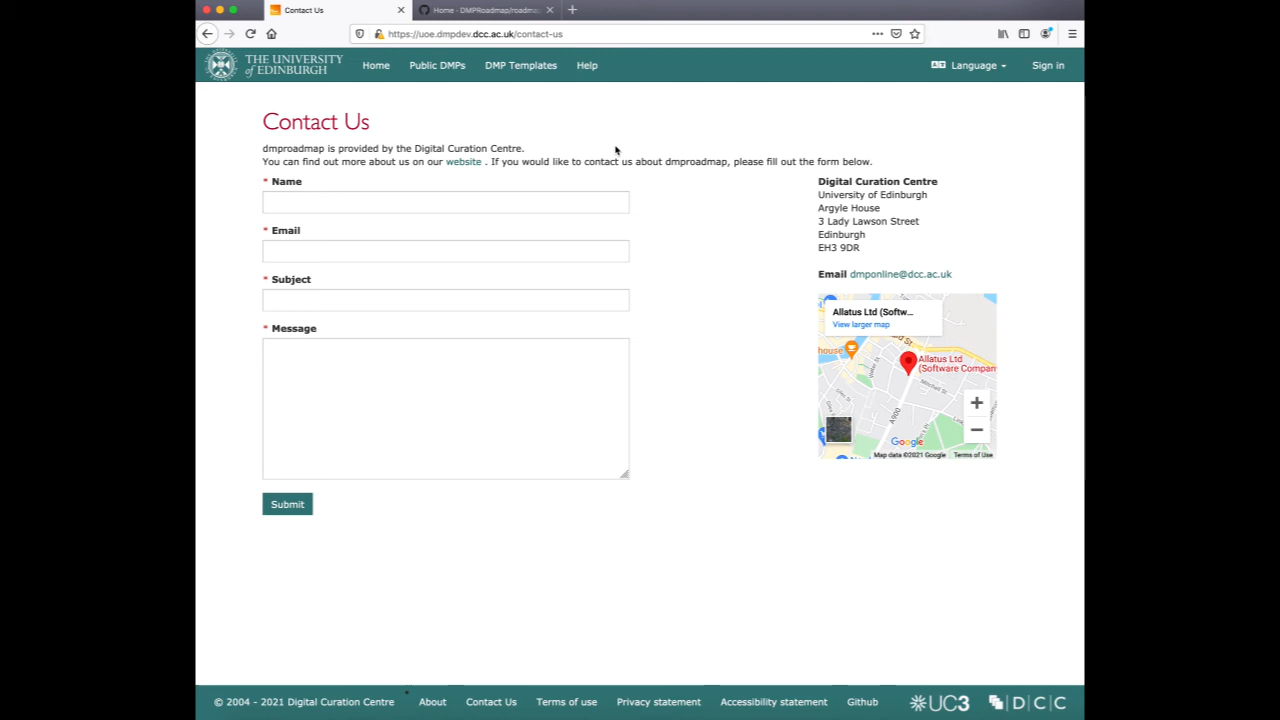 Contact Us
Home - DMPRoadmap/roadma
https://uoe.dmpdev.dcc.ac.uk/contact-us
THE UNIVERSITY
of EDINBURGH
Home
Public DMPs
DMP Templates
Help
Language
Sign in
Contact Us
dmproadmap is provided by the Digital Curation Centre.
You can find out more about us on our website . If you would like to contact us about dmproadmap, please fill out the form below.
* Name
* Email
* Subject
* Message
Submit
Digital Curation Centre
University of Edinburgh
Argyle House
3 Lady Lawson Street
Edinburgh
EH3 9DR
Email dmponline@dcc.ac.uk
Allatus Ltd (Softw...
View larger map
Allatus Ltd
(Software Compan
Mitchell St
A900
Google
Map data ©2021 Google
Terms of Use
© 2004 - 2021 Digital Curation Centre
About
Contact Us
Terms of use
Privacy statement
Accessibility statement
Github
UC3
DCC